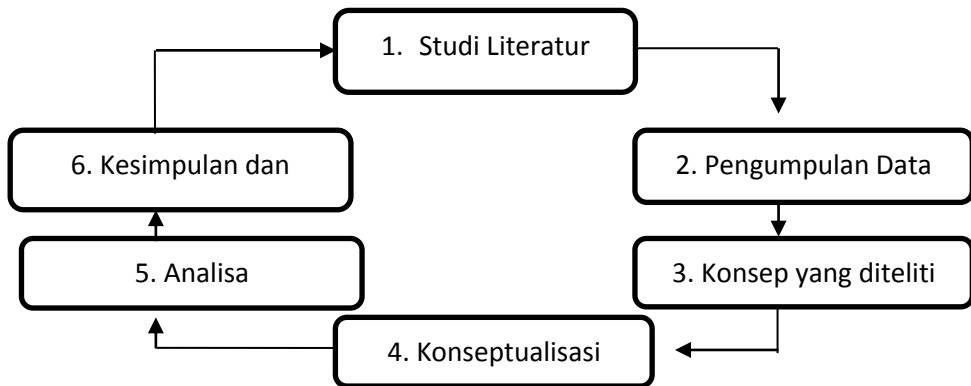 1. Studi Literatur
2. Pengumpulan Data
3. Konsep yang diteliti
4. Konseptualisasi
5. Analisa
6. Kesimpulan dan